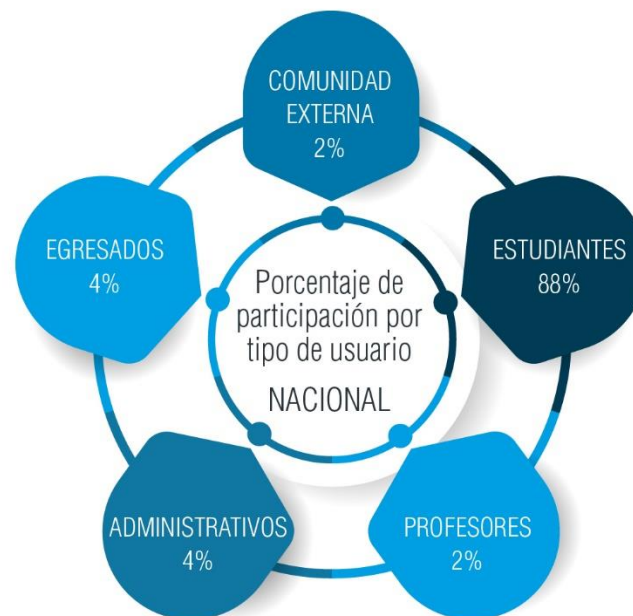 COMUNIDAD
EXTERNA
2%
EGRESADOS
4%
ESTUDIANTES
88%
Porcentaje de
participación por
tipo de usuario
NACIONAL
ADMINISTRATIVOS
4%
PROFESORES
2%